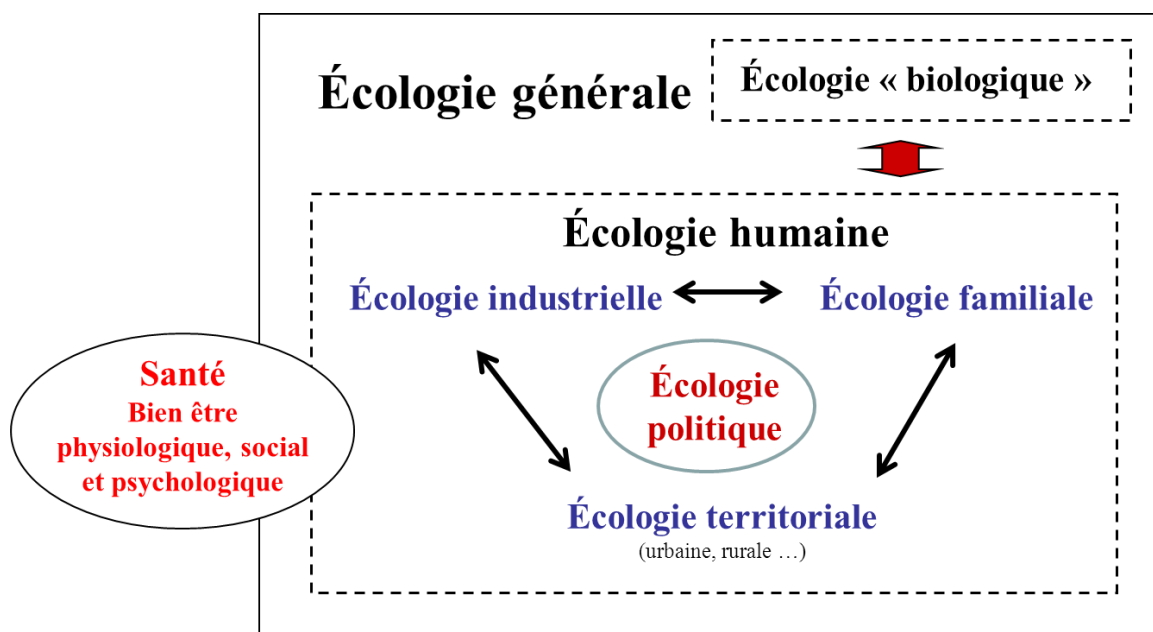 Écologie générale
Écologie « biologique »
Écologie humaine
Écologie industrielle
Écologie familiale
Santé
Bien être
physiologique, social
et psychologique
Écologie
politique
Écologie territoriale
(urbaine, rurale …)